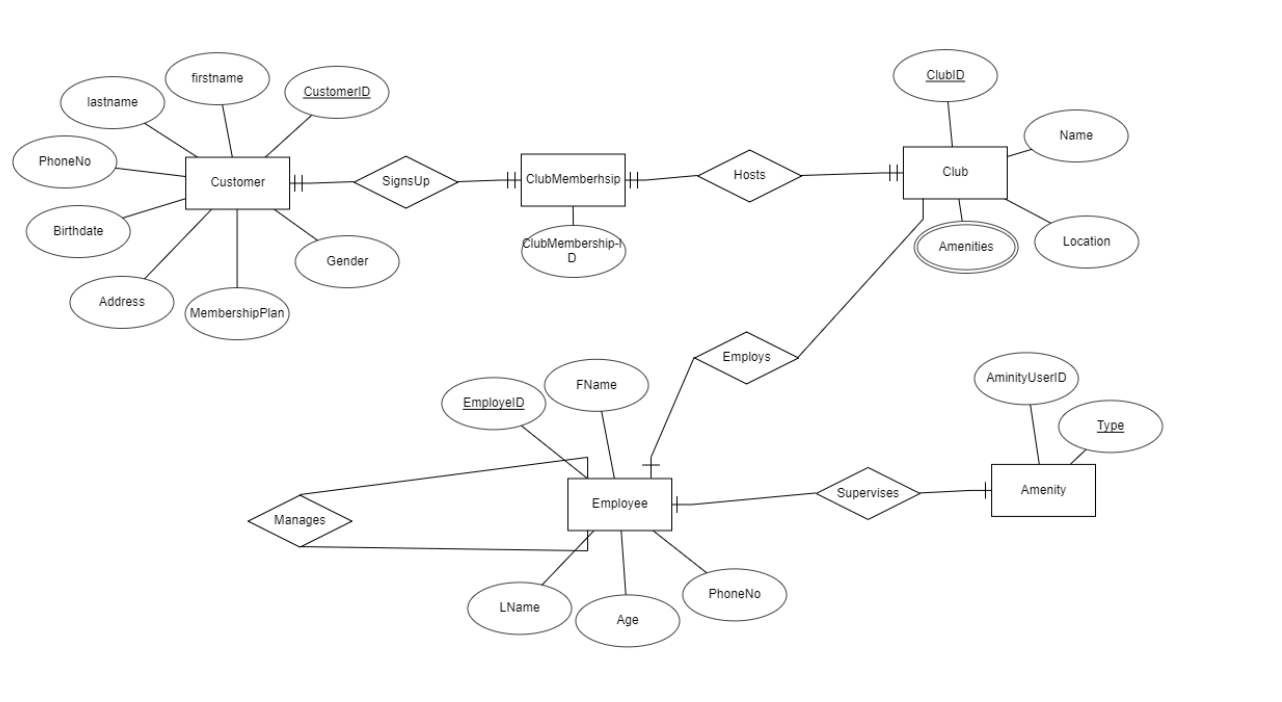 ClubID
firstname
CustomerID
lastname
Name
PhoneNo
Customer
SignsUp
ClubMemberhsip
Hosts
Club
Birthdate
Gender
ClubMembership-I
D
Amenities
Location
Address
MembershipPlan
Employs
FName
EmployeID
AminityUserID
Type
Manages
Employee
Supervises
Amenity
LName
Age
PhoneNo